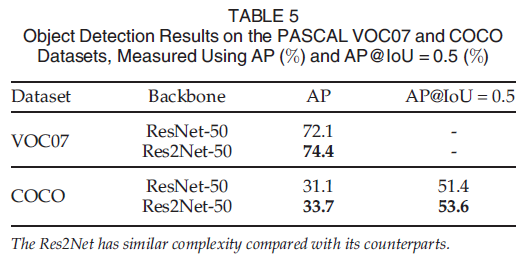 TABLE 5
Object Detection Results on the PASCAL VOC07 and COCO
Datasets, Measured Using AP (%) and AP@IoU = 0.5 (%)
Dataset Backbone AP AP@IoU = 0.5
VOC07 ResNet-50 72.1 -
Res2Net-50 74.4 -
COCO ResNet-50 31.1 51.4
Res2Net-50 33.7 53.6
The Res2Net has similar complexity compared with its counterparts.